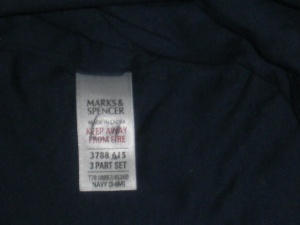 MARKS &
SPENCER
MADE IN CHINA
KEEP AWAY
FROM FIRE
3788 615
3 PART SET
NAVY